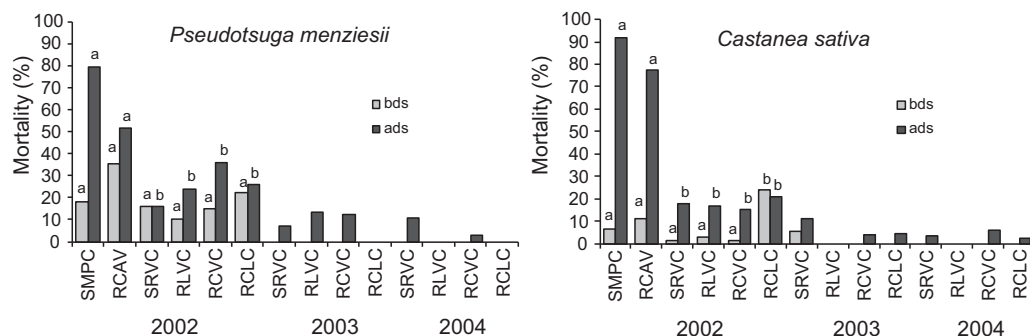 Pseudotsuga menziesii
Mortality (%)
100
90
80
70
60
50
40
30
20
10
0
a a a a a b a b a b a b
bds
ads
SMPC RCAV SRVC RLVC RCVC RCLC SRVC RLVC RCVC RCLC SRVC RLVC RCVC RCLC
2002 2003 2004
Castanea sativa
Mortality (%)
100
90
80
70
60
50
40
30
20
10
0
a a a a a b a b a b b b
bds
ads
SMPC RCAV SRVC RLVC RCVC RCLC SRVC RLVC RCVC RCLC SRVC RLVC RCVC RCLC
2002 2003 2004